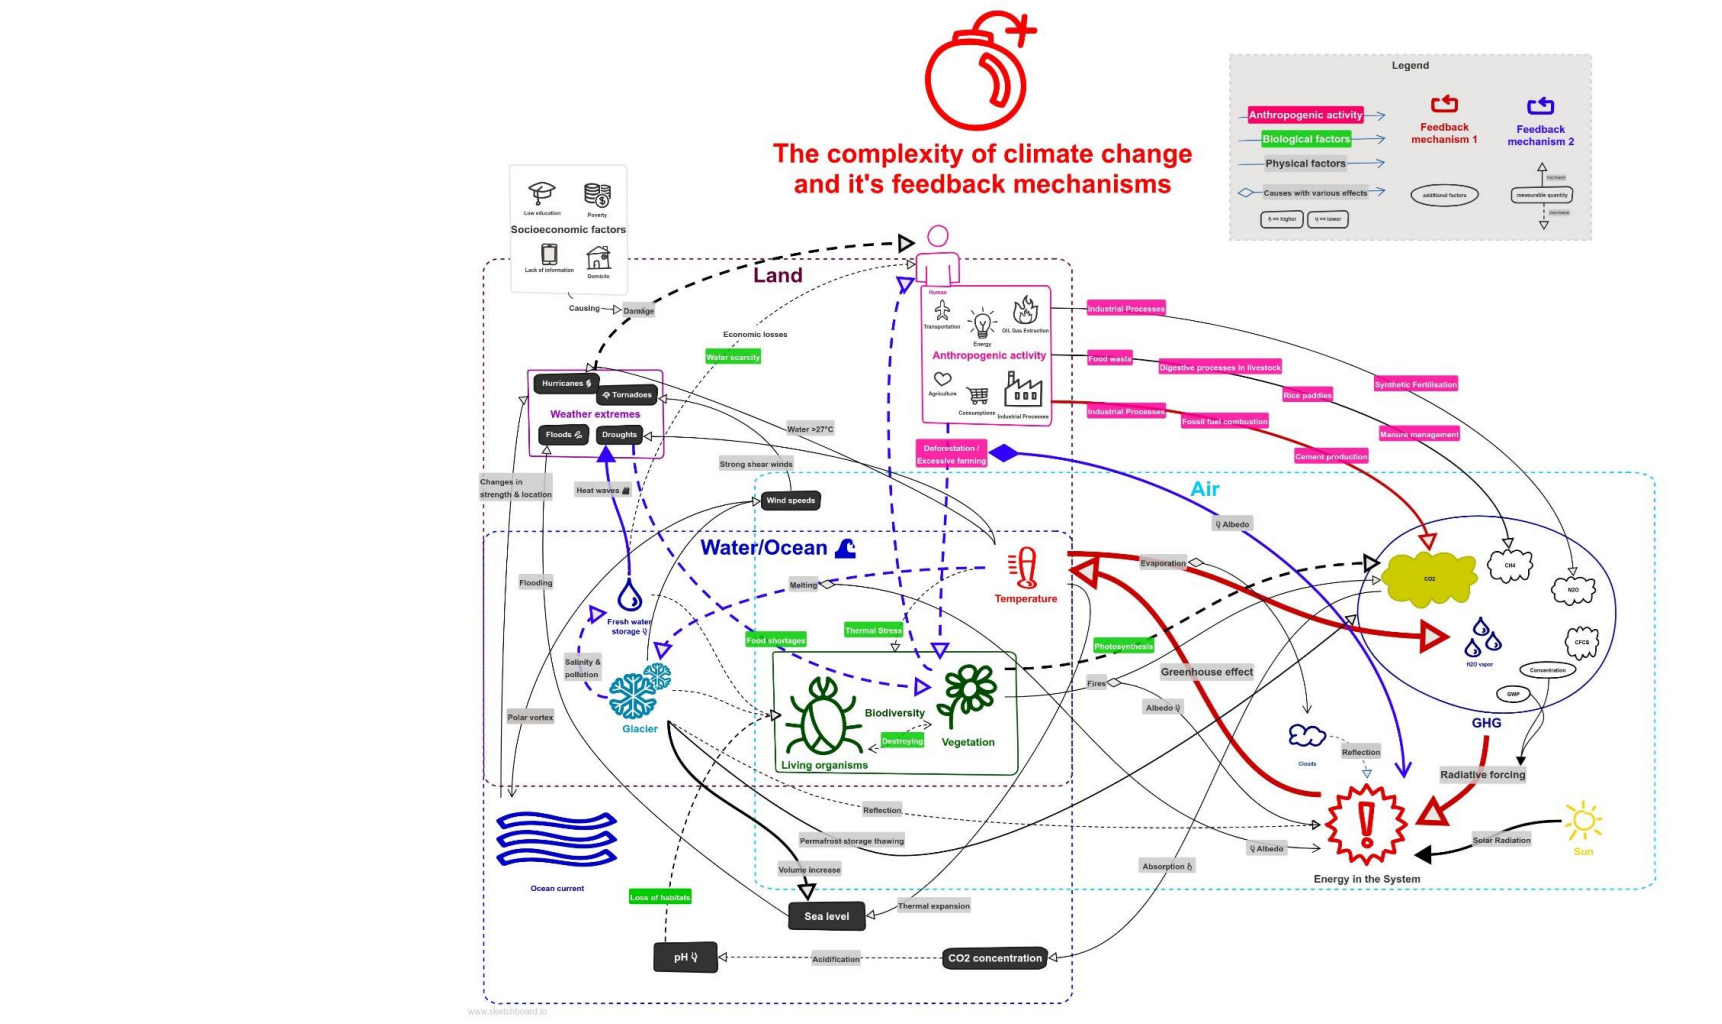 The complexity of climate change
and it's feedback mechanisms
Legend
Anthropogenic activity
Biological factors
Physical factors
Causes with various effects
== higher
== lower
Feedback
mechanism 1
Feedback
mechanism 2
additional factors
increase
measurable quantity
decrease
Low education
Poverty
Socioeconomic factors
Lack of information
Domicile
Causing
Damage
Land
Human
Transportation
Energy
Oil, Gas Extraction
Anthropogenic activity
Agriculture
Consumptions
Industrial Processes
Industrial Processes
Food waste
Digestive processes in livestock
Synthetic Fertilisation
Rice paddies
Industrial Processes
Fossil fuel combustion
Manure management
Cement production
Economic losses
Water scarcity
Hurricanes
Tornadoes
Weather extremes
Floods
Droughts
Water >27°C
Strong shear winds
Deforestation /
Excessive farming
Changes in
strength & location
Heat waves
Wind speeds
Air
Albedo
Water/Ocean
Flooding
Melting
Temperature
Evaporation
CO2
CH4
N2O
CFCS
H2O vapor
Concentration
GWP
GHG
Fresh water
storage
Food shortages
Thermal Stress
Photosynthesis
Salinity &
pollution
Greenhouse effect
Fires
Albedo
Polar vortex
Glacier
Biodiversity
Destroying
Vegetation
Living organisms
Clouds
Reflection
Radiative forcing
Reflection
Permafrost storage thawing
Volume increase
Albedo
Solar Radiation
Sun
Energy in the System
Absorption
Ocean current
Loss of habitats
Sea level
Thermal expansion
pH
Acidification
CO2 concentration
www.sketchboard.io